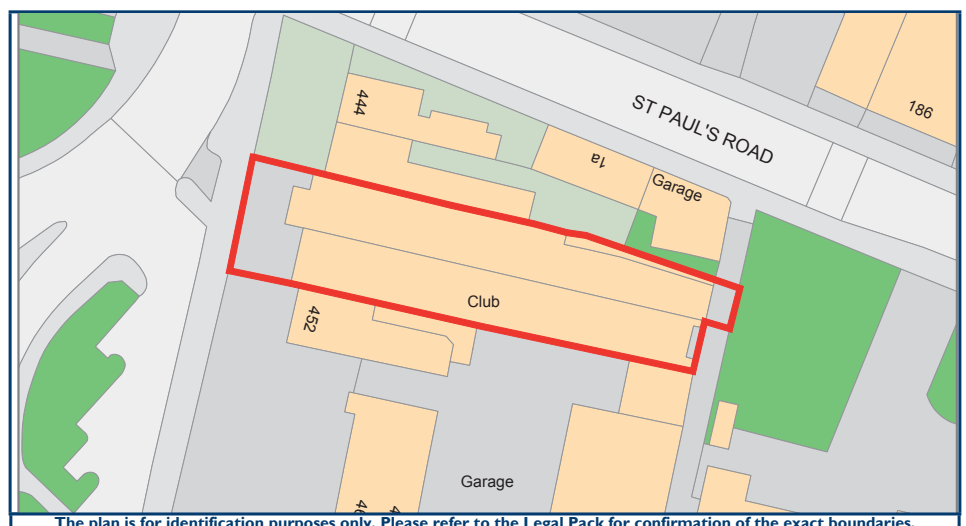 ST PAUL'S ROAD
186
444
1a
Garage
Club
452
Garage
The plan is for identification purposes only. Please refer to the Legal Pack for confirmation of the exact boundaries.